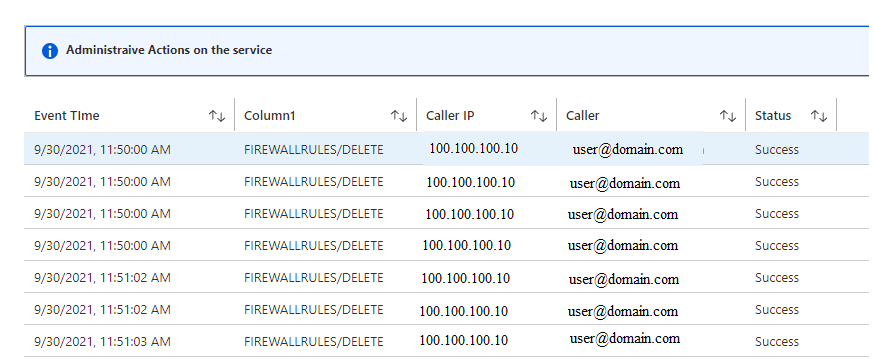 Administraive Actions on the service
Event TIme Column1 Caller IP Caller Status
9/30/2021, 11:50:00 AM FIREWALLRULES/DELETE 100.100.100.10 user@domain.com Success
9/30/2021, 11:50:00 AM FIREWALLRULES/DELETE 100.100.100.10 user@domain.com Success
9/30/2021, 11:50:00 AM FIREWALLRULES/DELETE 100.100.100.10 user@domain.com Success
9/30/2021, 11:50:00 AM FIREWALLRULES/DELETE 100.100.100.10 user@domain.com Success
9/30/2021, 11:51:02 AM FIREWALLRULES/DELETE 100.100.100.10 user@domain.com Success
9/30/2021, 11:51:02 AM FIREWALLRULES/DELETE 100.100.100.10 user@domain.com Success
9/30/2021, 11:51:03 AM FIREWALLRULES/DELETE 100.100.100.10 user@domain.com Success